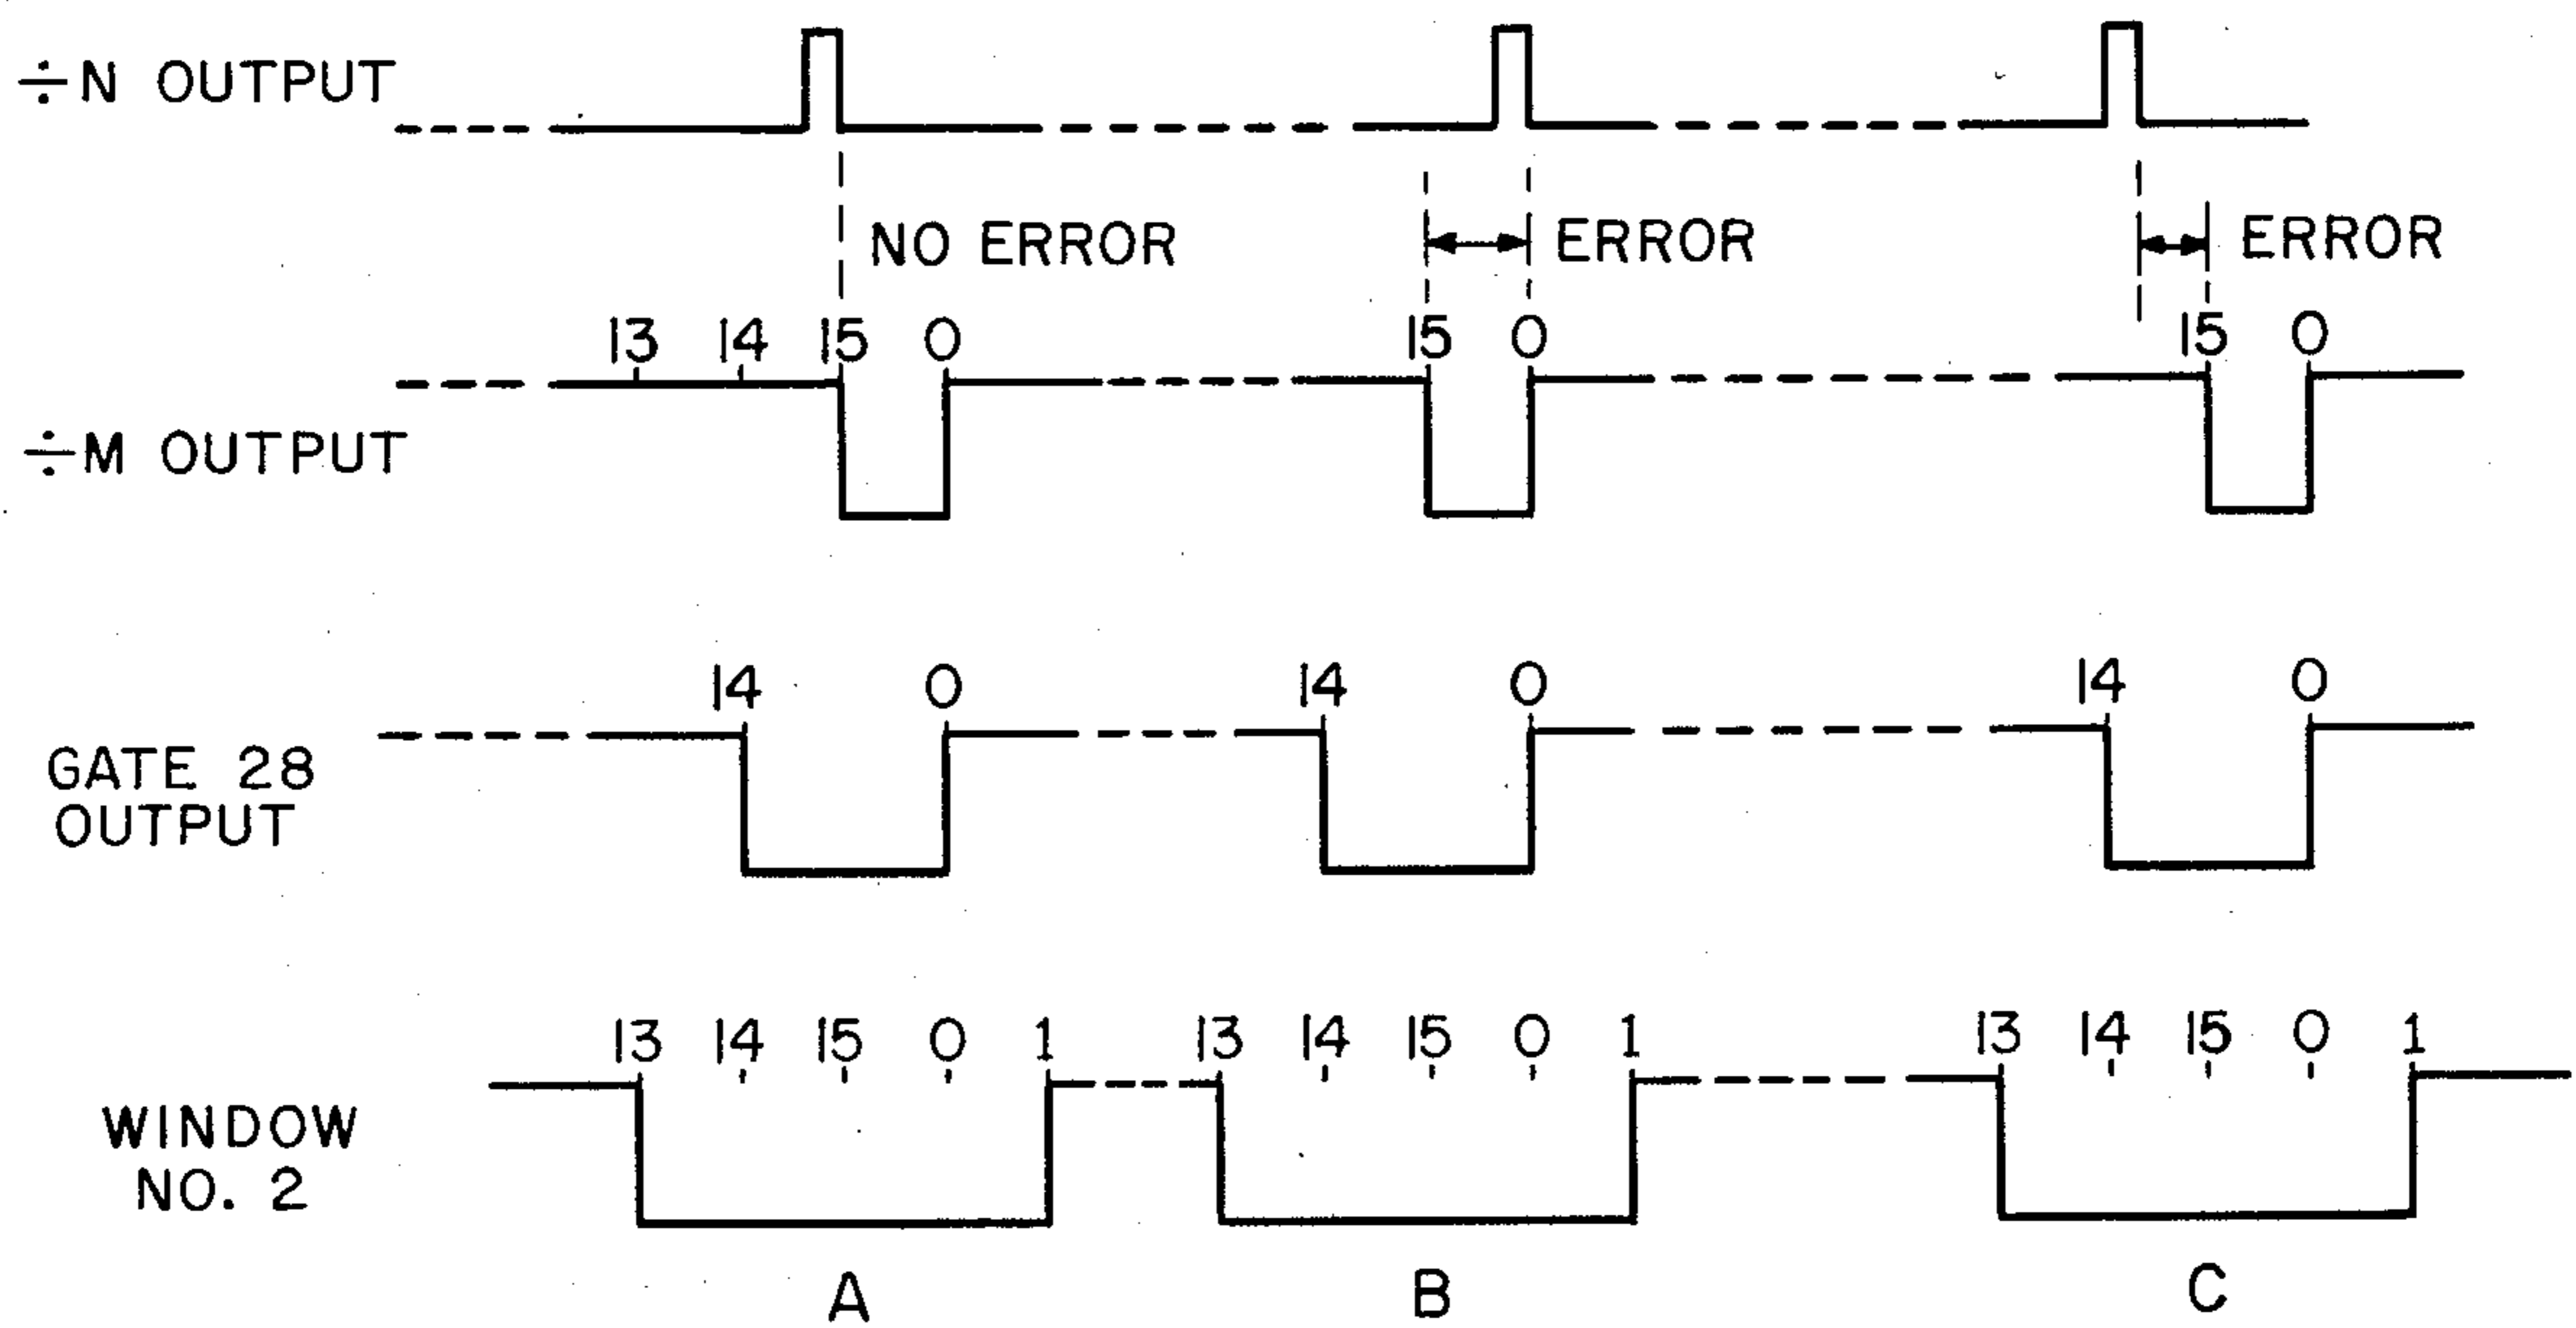 ÷N OUTPUT
NO ERROR
ERROR
ERROR
13 14 15 0 15 0 15 0
÷M OUTPUT
14 0 14 0 14 0
GATE 28
OUTPUT
13 14 15 0 1 13 14 15 0 1 13 14 15 0 1
WINDOW
NO. 2
A B C